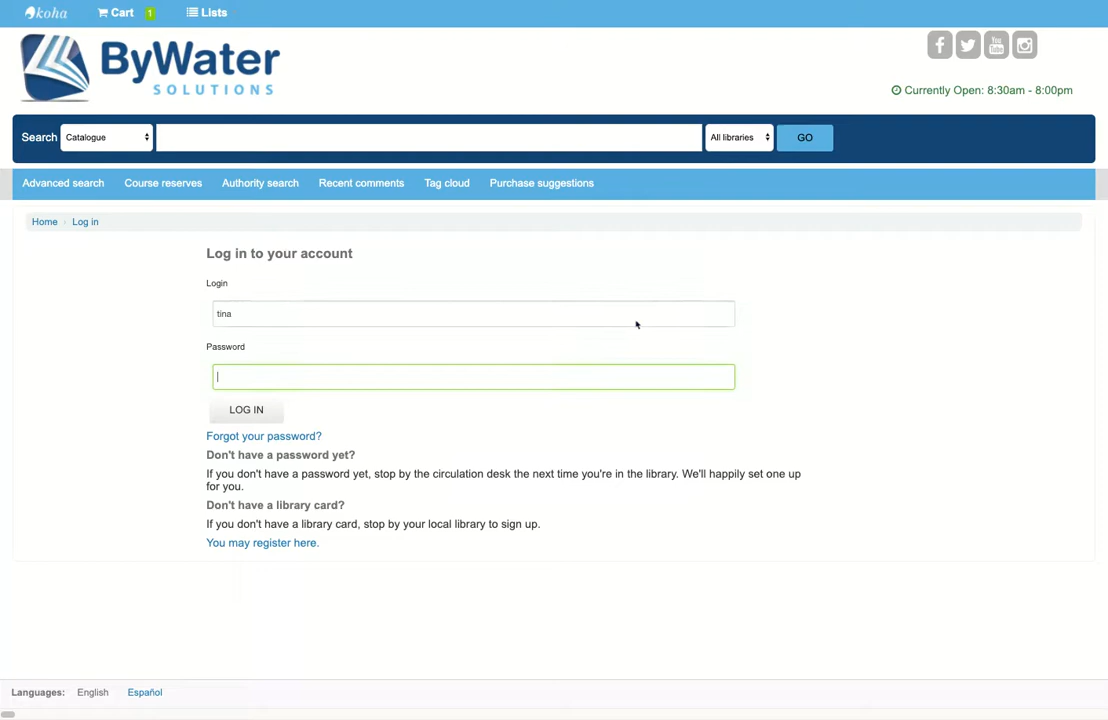 koha Cart 1 Lists
ByWater
SOLUTIONS
Currently Open: 8:30am - 8:00pm
Search Catalogue All libraries GO
Advanced search Course reserves Authority search Recent comments Tag cloud Purchase suggestions
Home › Log in
Log in to your account
Login
tina
Password
LOG IN
Forgot your password?
Don't have a password yet?
If you don't have a password yet, stop by the circulation desk the next time you're in the library. We'll happily set one up
for you.
Don't have a library card?
If you don't have a library card, stop by your local library to sign up.
You may register here.
Languages: English Español